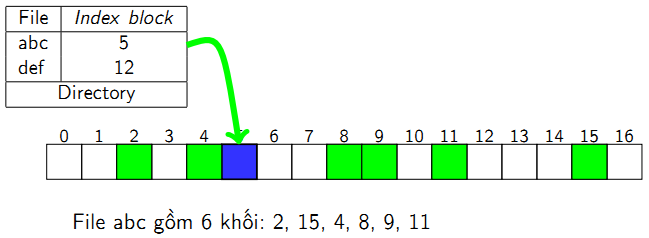 File Index block
abc 5
def 12
Directory
0 1 2 3 4 6 7 8 9 10 11 12 13 14 15 16
File abc gồm 6 khối: 2, 15, 4, 8, 9, 11